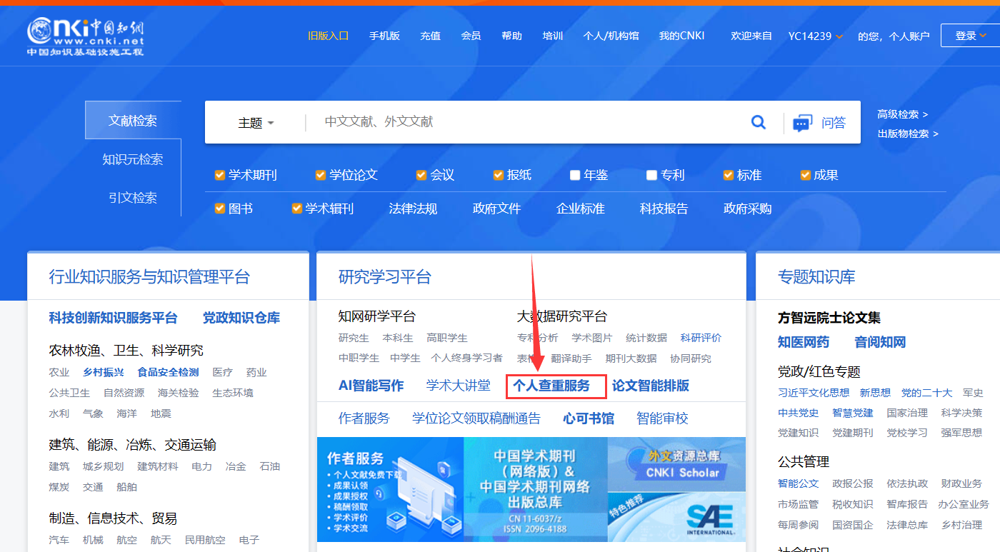 cnki中国知网
www.cnki.net
中国知识基础设施工程
旧版入口 手机版 充值 会员 帮助 培训 个人/机构馆 我的CNKI 欢迎来自 YC14239 的您，个人账户 登录
文献检索
知识元检索
引文检索
主题 中文文献、外文文献 问答
高级检索 >
出版物检索 >
学术期刊 学位论文 会议 报纸 年鉴 专利 标准 成果
图书 学术辑刊 法律法规 政府文件 企业标准 科技报告 政府采购
行业知识服务与知识管理平台
科技创新知识服务平台 党政知识仓库
农林牧渔、卫生、科学研究
农业 乡村振兴 食品安全检测 医疗 药业
公共卫生 自然资源 海关检验 生态环境
水利 气象 海洋 地震
建筑、能源、冶炼、交通运输
建筑 城乡规划 建筑材料 电力 冶金 石油
煤炭 交通 船舶
制造、信息技术、贸易
汽车 机械 航空 航天 民用航空 电子
研究学习平台
知网研学平台
研究生 本科生 高职学生
中职学生 中学生 个人终身学习者
大数据研究平台
专利分析 学术图片 统计数据 科研评价
表格 翻译助手 期刊大数据 协同研究
AI智能写作 学术大讲堂 个人查重服务 论文智能排版
作者服务 学位论文领取稿酬通告 心可书馆 智能审校
作者服务
• 个人文献免费下载
• 成果认领
• 成果授权
• 稿酬领取
• 学术评价
• 学术交流
中国学术期刊
（网络版）&
中国学术期刊网络
出版总库
CN 11-6037/z
ISSN 2096-4188
外文资源总库
CNKI Scholar
特色推荐
SAE
INTERNATIONAL
专题知识库
方智远院士论文集
知医网药 音阅知网
党政/红色专题
习近平文化思想 新思想 党的二十大 军史
中共党史 智慧党建 国家治理 科学决策
党建知识 党建期刊 党校学习 强军思想
公共管理
智能公文 政报公报 依法执政 财政业务
市场监管 税收知识 智库报告 办公室业务
每周参阅 国资国企 法律总库 乡村治理
社会知识